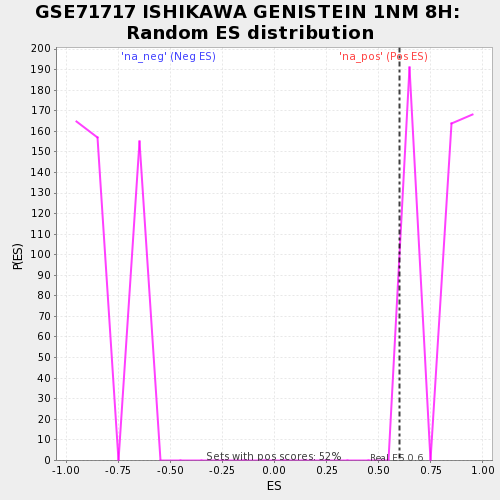 GSE71717 ISHIKAWA GENISTEIN 1NM 8H:
Random ES distribution
'na_neg' (Neg ES)
'na_pos' (Pos ES)
P(ES)
200
190
180
170
160
150
140
130
120
110
100
90
80
70
60
50
40
30
20
10
0
Sets with pos scores: 52%
Real ES 0.6
-1.00 -0.75 -0.50 -0.25 0.00 0.25 0.50 0.75 1.00
ES